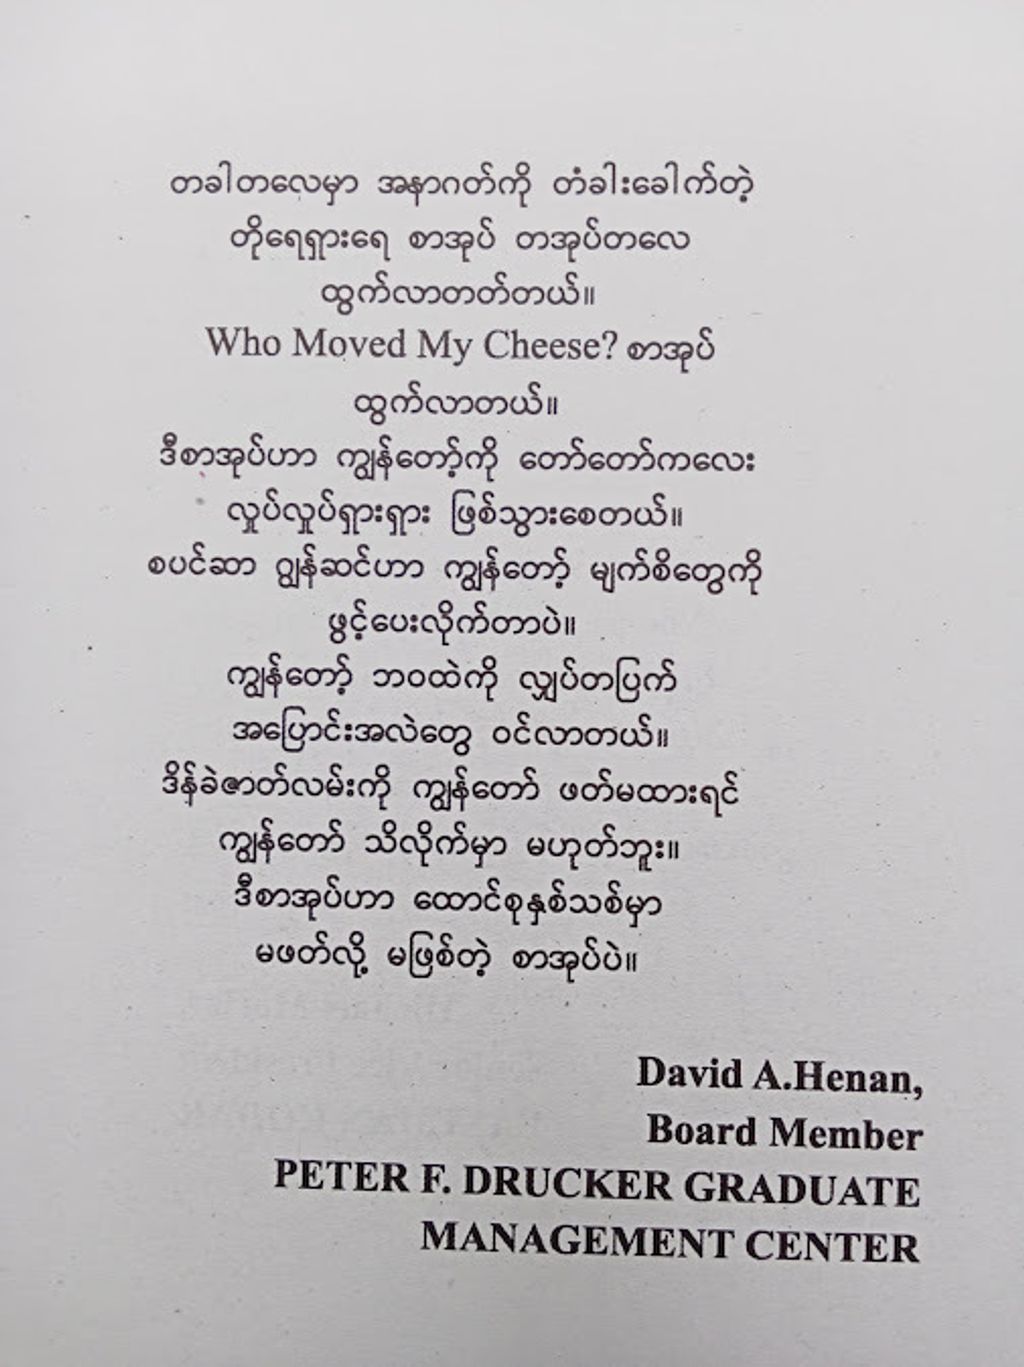 တခါတလေမှာ အနာဂတ်ကို တံခါးခေါက်တဲ့
တိုရေရှားရေ စာအုပ် တအုပ်တလေ
ထွက်လာတတ်တယ်။
Who Moved My Cheese? စာအုပ်
ထွက်လာတယ်။
ဒီစာအုပ်ဟာ ကျွန်တော့်ကို တော်တော်ကလေး
လှုပ်လှုပ်ရှားရှား ဖြစ်သွားစေတယ်။
စပင်ဆာ ဂျွန်ဆင်ဟာ ကျွန်တော့် မျက်စိတွေကို
ဖွင့်ပေးလိုက်တာပဲ။
ကျွန်တော့် ဘဝထဲကို လျှပ်တပြက်
အပြောင်းအလဲတွေ ဝင်လာတယ်။
ဒိန်ခဲဇာတ်လမ်းကို ကျွန်တော် ဖတ်မထားရင်
ကျွန်တော် သိလိုက်မှာ မဟုတ်ဘူး။
ဒီစာအုပ်ဟာ ထောင်စုနှစ်သစ်မှာ
မဖတ်လို့ မဖြစ်တဲ့ စာအုပ်ပဲ။
David A.Henan,
Board Member
PETER F. DRUCKER GRADUATE
MANAGEMENT CENTER